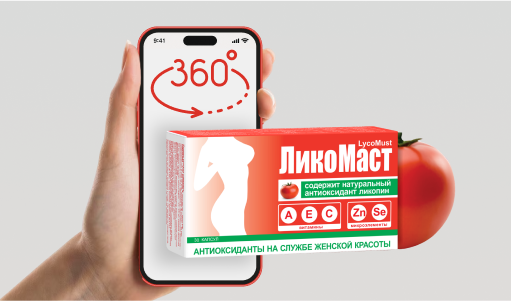 9:41
360°
LycoMust
ЛикоМаст
содержит натуральный
антиоксидант ликопин
A E C
витамины
Zn Se
микроэлементы
30 КАПСУЛ
АНТИОКСИДАНТЫ НА СЛУЖБЕ ЖЕНСКОЙ КРАСОТЫ